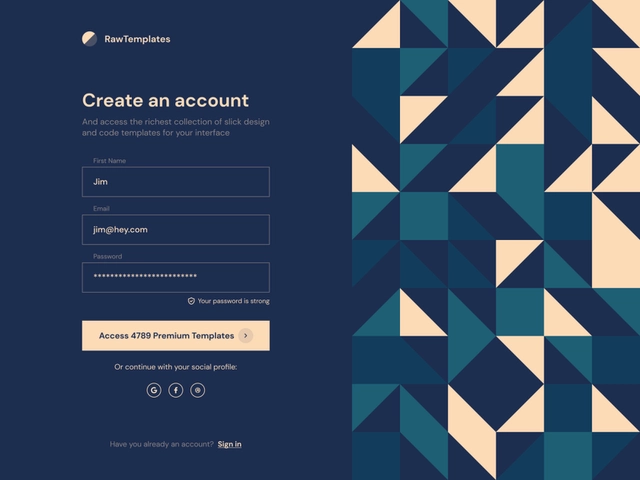 RawTemplates
Create an account
And access the richest collection of slick design
and code templates for your interface
First Name
Jim
Email
jim@hey.com
Password
*************************
Your password is strong
Access 4789 Premium Templates
Or continue with your social profile:
Have you already an account? Sign in